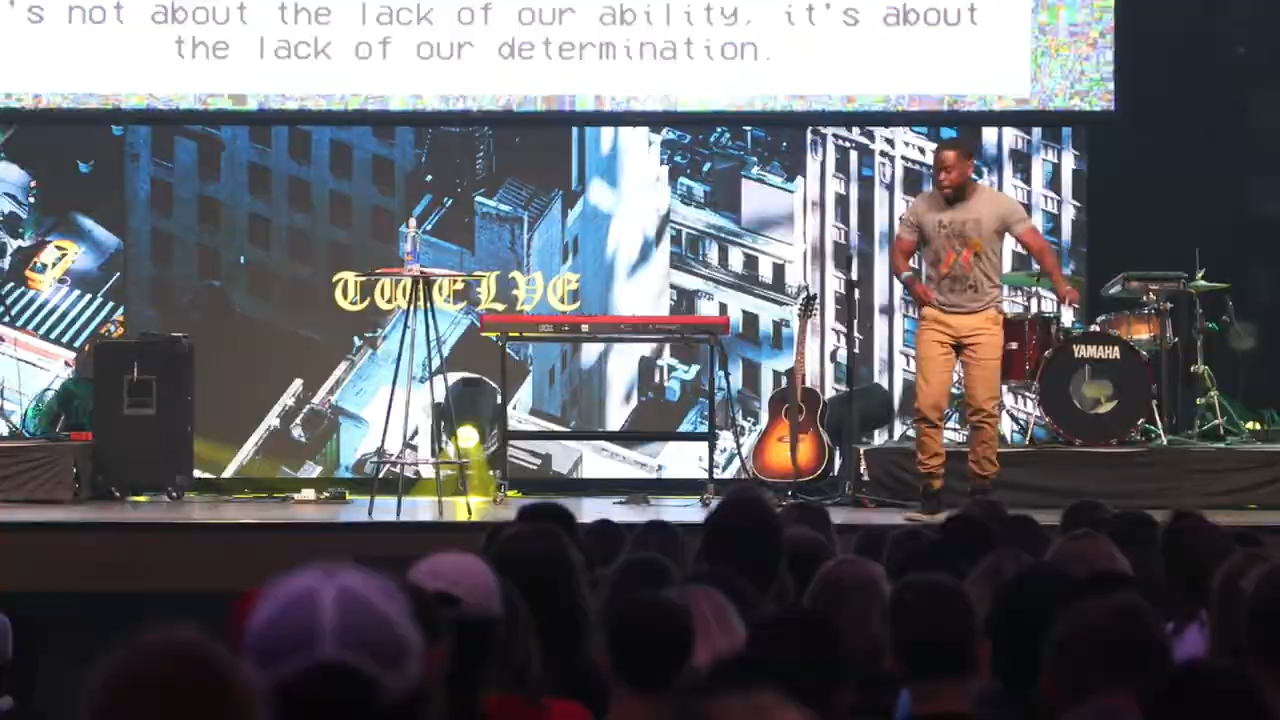 's not about the lack of our ability, it's about
the lack of our determination.
TWELVE
YAMAHA